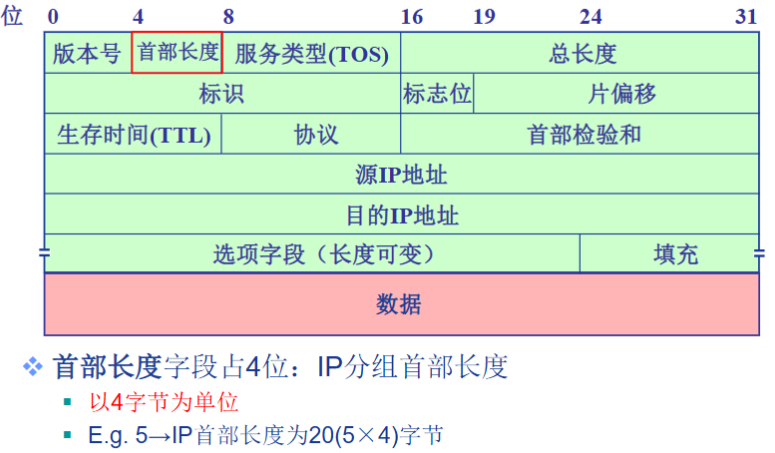 位 0 4 8 16 19 24 31
版本号 首部长度 服务类型(TOS) 总长度
标识 标志位 片偏移
生存时间(TTL) 协议 首部检验和
源IP地址
目的IP地址
选项字段（长度可变） 填充
数据
首部长度字段占4位：IP分组首部长度
以4字节为单位
E.g. 5→IP首部长度为20(5×4)字节